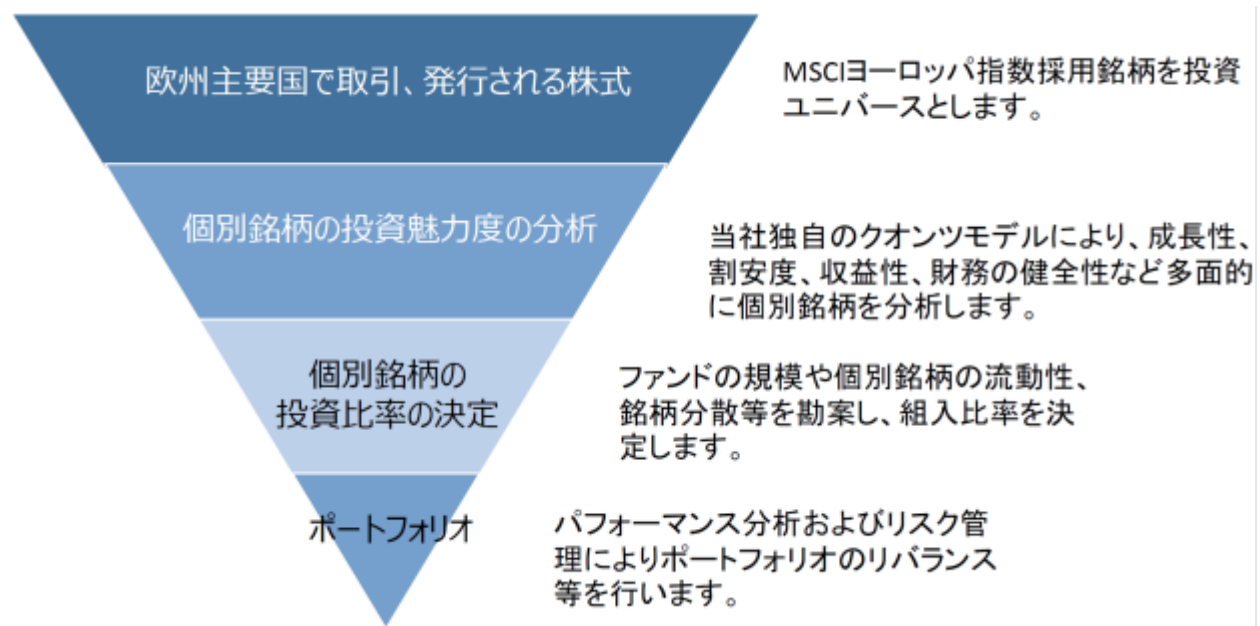 欧州主要国で取引、発行される株式
MSCIヨーロッパ指数採用銘柄を投資
ユニバースとします。
個別銘柄の投資魅力度の分析
当社独自のクオンツモデルにより、成長性、
割安度、収益性、財務の健全性など多面的
に個別銘柄を分析します。
個別銘柄の
投資比率の決定
ファンドの規模や個別銘柄の流動性、
銘柄分散等を勘案し、組入比率を決
定します。
ポートフォリオ
パフォーマンス分析およびリスク管
理によりポートフォリオのリバランス
等を行います。